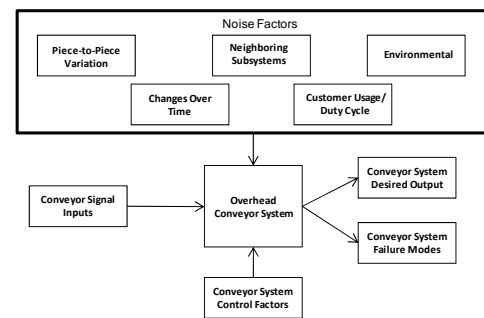 Noise Factors
Piece-to-Piece
Variation
Neighboring
Subsystems
Environmental
Changes Over
Time
Customer Usage/
Duty Cycle
Conveyor Signal
Inputs
Overhead
Conveyor System
Conveyor System
Desired Output
Conveyor System
Failure Modes
Conveyor System
Control Factors